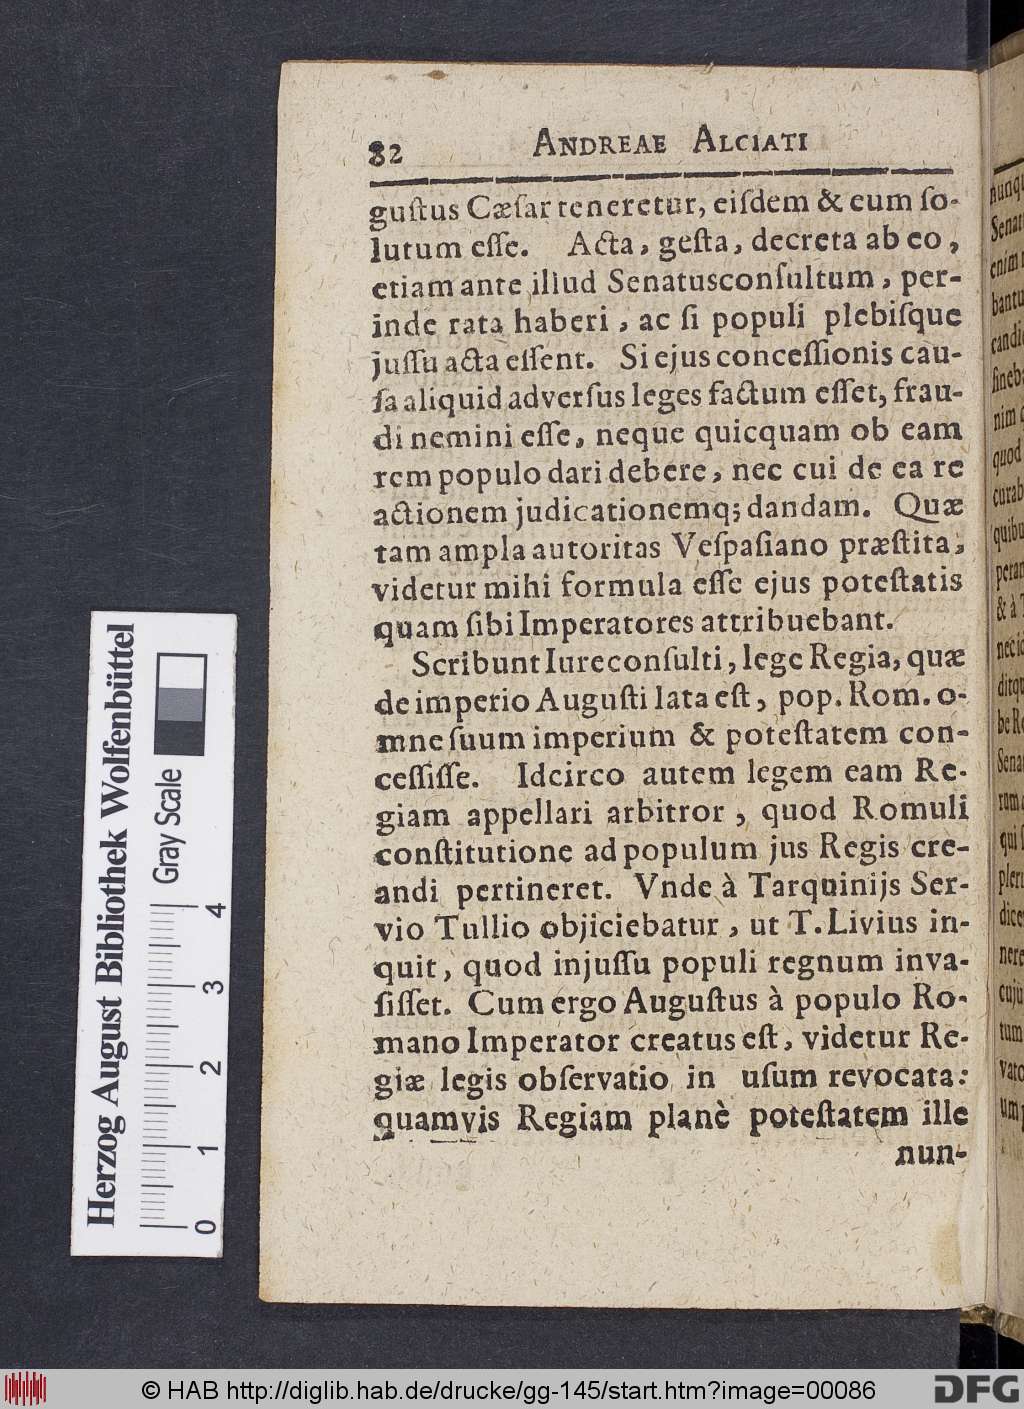 82 ANDREAE ALCIATI
guſtus Cæſar teneretur, eiſdem & eum ſo-
lutum eſſe. Acta, geſta, decreta ab eo,
etiam ante illud Senatusconſultum, per-
inde rata haberi, ac ſi populi plebiſque
juſſu acta eſſent. Si ejus conceſſionis cau-
ſa aliquid adverſus leges factum eſſet, frau-
di nemini eſſe, neque quicquam ob eam
rem populo dari debere, nec cui de ea re
actionem judicationemq; dandam. Quæ
tam ampla autoritas Veſpaſiano præſtita,
videtur mihi formula eſſe ejus poteſtatis
quam ſibi Imperatores attribuebant.
Scribunt Iureconſulti, lege Regia, quæ
de imperio Auguſti lata eſt, pop. Rom. o-
mne ſuum imperium & poteſtatem con-
ceſſiſſe. Idcirco autem legem eam Re-
giam appellari arbitror, quod Romuli
conſtitutione ad populum jus Regis cre-
andi pertineret. Vnde à Tarquinijs Ser-
vio Tullio objiciebatur, ut T. Livius in-
quit, quod injuſſu populi regnum inva-
ſiſſet. Cum ergo Auguſtus à populo Ro-
mano Imperator creatus eſt, videtur Re-
giæ legis obſervatio in uſum revocata:
quamvis Regiam planè poteſtatem ille
nun-
Herzog August Bibliothek Wolfenbüttel
Gray Scale
0 1 2 3 4
© HAB http://diglib.hab.de/drucke/gg-145/start.htm?image=00086
DFG